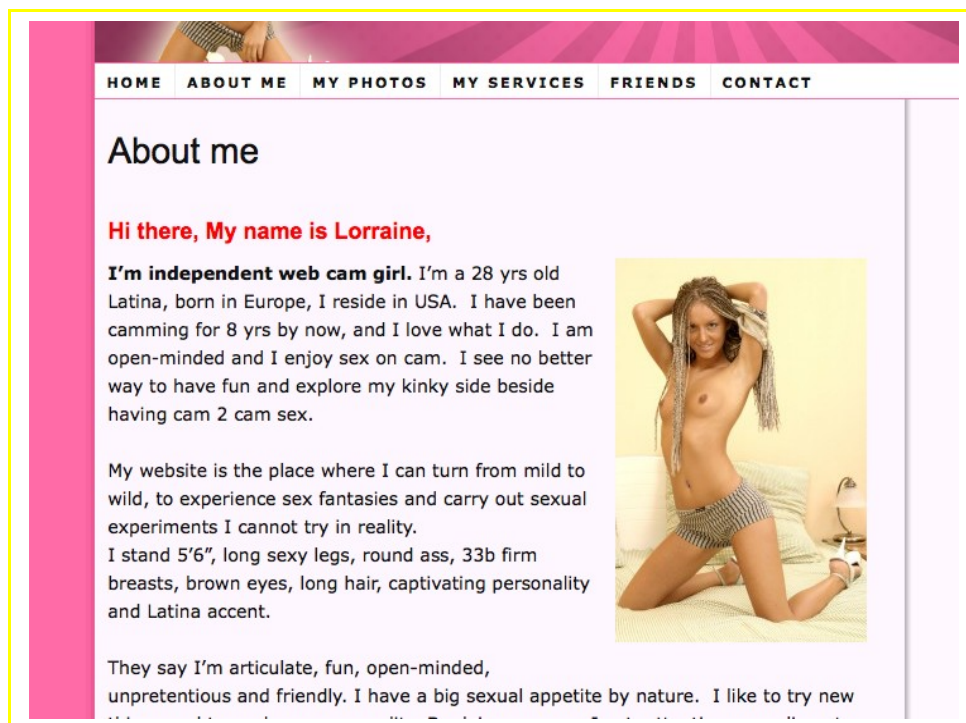 HOME ABOUT ME MY PHOTOS MY SERVICES FRIENDS CONTACT
About me
Hi there, My name is Lorraine,
I’m independent web cam girl. I’m a 28 yrs old
Latina, born in Europe, I reside in USA.  I have been
camming for 8 yrs by now, and I love what I do.  I am
open-minded and I enjoy sex on cam.  I see no better
way to have fun and explore my kinky side beside
having cam 2 cam sex.
My website is the place where I can turn from mild to
wild, to experience sex fantasies and carry out sexual
experiments I cannot try in reality.
I stand 5’6”, long sexy legs, round ass, 33b firm
breasts, brown eyes, long hair, captivating personality
and Latina accent.
They say I’m articulate, fun, open-minded,
unpretentious and friendly. I have a big sexual appetite by nature.  I like to try new